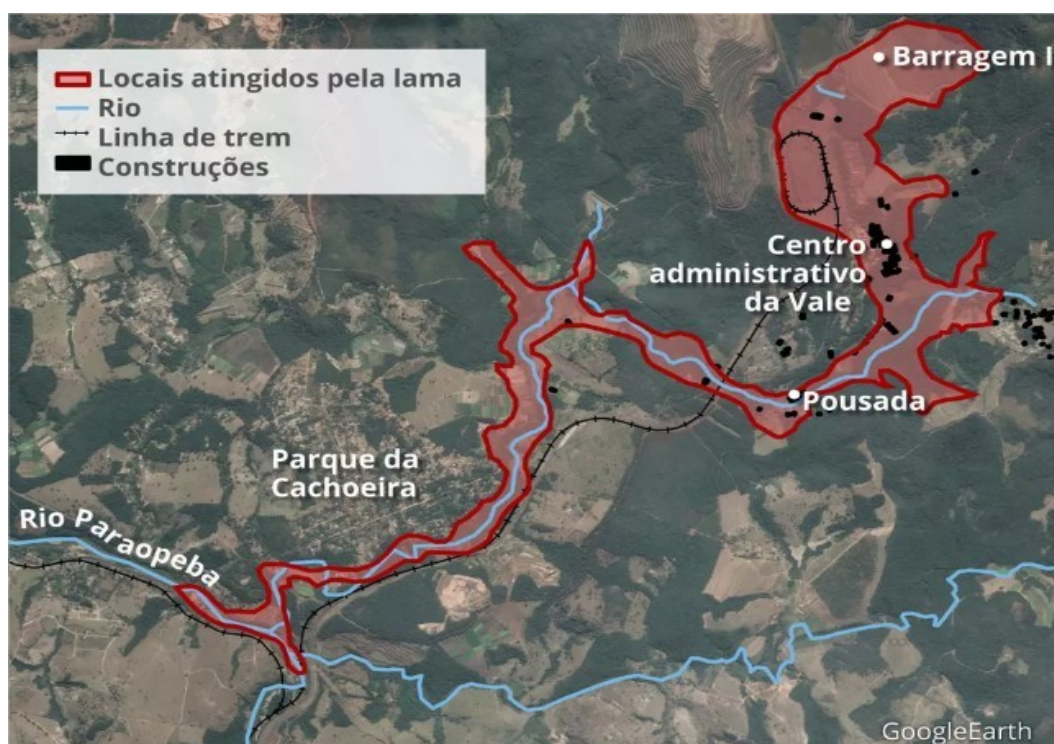 Locais atingidos pela lama
Rio
Linha de trem
Construções
Barragem I
Centro
administrativo
da Vale
Pousada
Parque da
Cachoeira
Rio Paraopeba
GoogleEarth